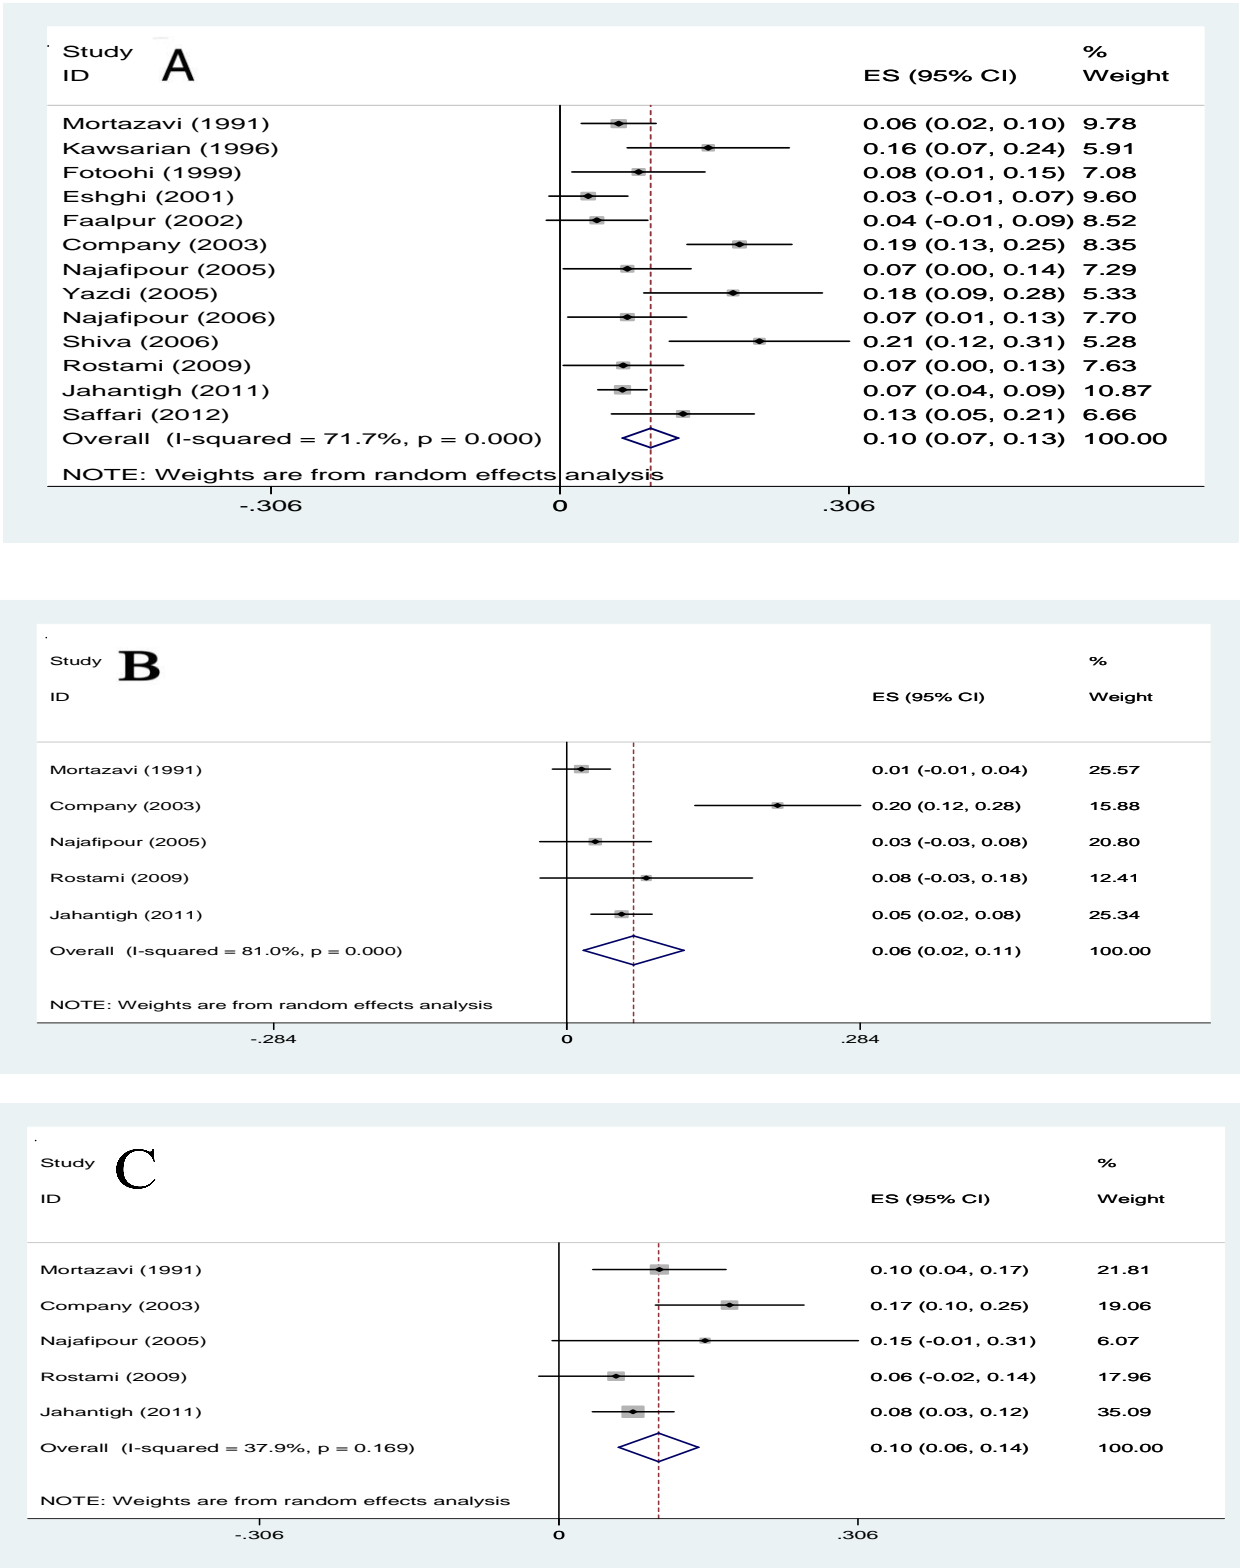 Study A %
ID ES (95% CI) Weight
Mortazavi (1991) 0.06 (0.02, 0.10) 9.78
Kawsarian (1996) 0.16 (0.07, 0.24) 5.91
Fotoohi (1999) 0.08 (0.01, 0.15) 7.08
Eshghi (2001) 0.03 (-0.01, 0.07) 9.60
Faalpur (2002) 0.04 (-0.01, 0.09) 8.52
Company (2003) 0.19 (0.13, 0.25) 8.35
Najafipour (2005) 0.07 (0.00, 0.14) 7.29
Yazdi (2005) 0.18 (0.09, 0.28) 5.33
Najafipour (2006) 0.07 (0.01, 0.13) 7.70
Shiva (2006) 0.21 (0.12, 0.31) 5.28
Rostami (2009) 0.07 (0.00, 0.13) 7.63
Jahantigh (2011) 0.07 (0.04, 0.09) 10.87
Saffari (2012) 0.13 (0.05, 0.21) 6.66
Overall (I-squared = 71.7%, p = 0.000) 0.10 (0.07, 0.13) 100.00
NOTE: Weights are from random effects analysis
-.306 0 .306
Study B %
ID ES (95% CI) Weight
Mortazavi (1991) 0.01 (-0.01, 0.04) 25.57
Company (2003) 0.20 (0.12, 0.28) 15.88
Najafipour (2005) 0.03 (-0.03, 0.08) 20.80
Rostami (2009) 0.08 (-0.03, 0.18) 12.41
Jahantigh (2011) 0.05 (0.02, 0.08) 25.34
Overall (I-squared = 81.0%, p = 0.000) 0.06 (0.02, 0.11) 100.00
NOTE: Weights are from random effects analysis
-.284 0 .284
Study C %
ID ES (95% CI) Weight
Mortazavi (1991) 0.10 (0.04, 0.17) 21.81
Company (2003) 0.17 (0.10, 0.25) 19.06
Najafipour (2005) 0.15 (-0.01, 0.31) 6.07
Rostami (2009) 0.06 (-0.02, 0.14) 17.96
Jahantigh (2011) 0.08 (0.03, 0.12) 35.09
Overall (I-squared = 37.9%, p = 0.169) 0.10 (0.06, 0.14) 100.00
NOTE: Weights are from random effects analysis
-.306 0 .306